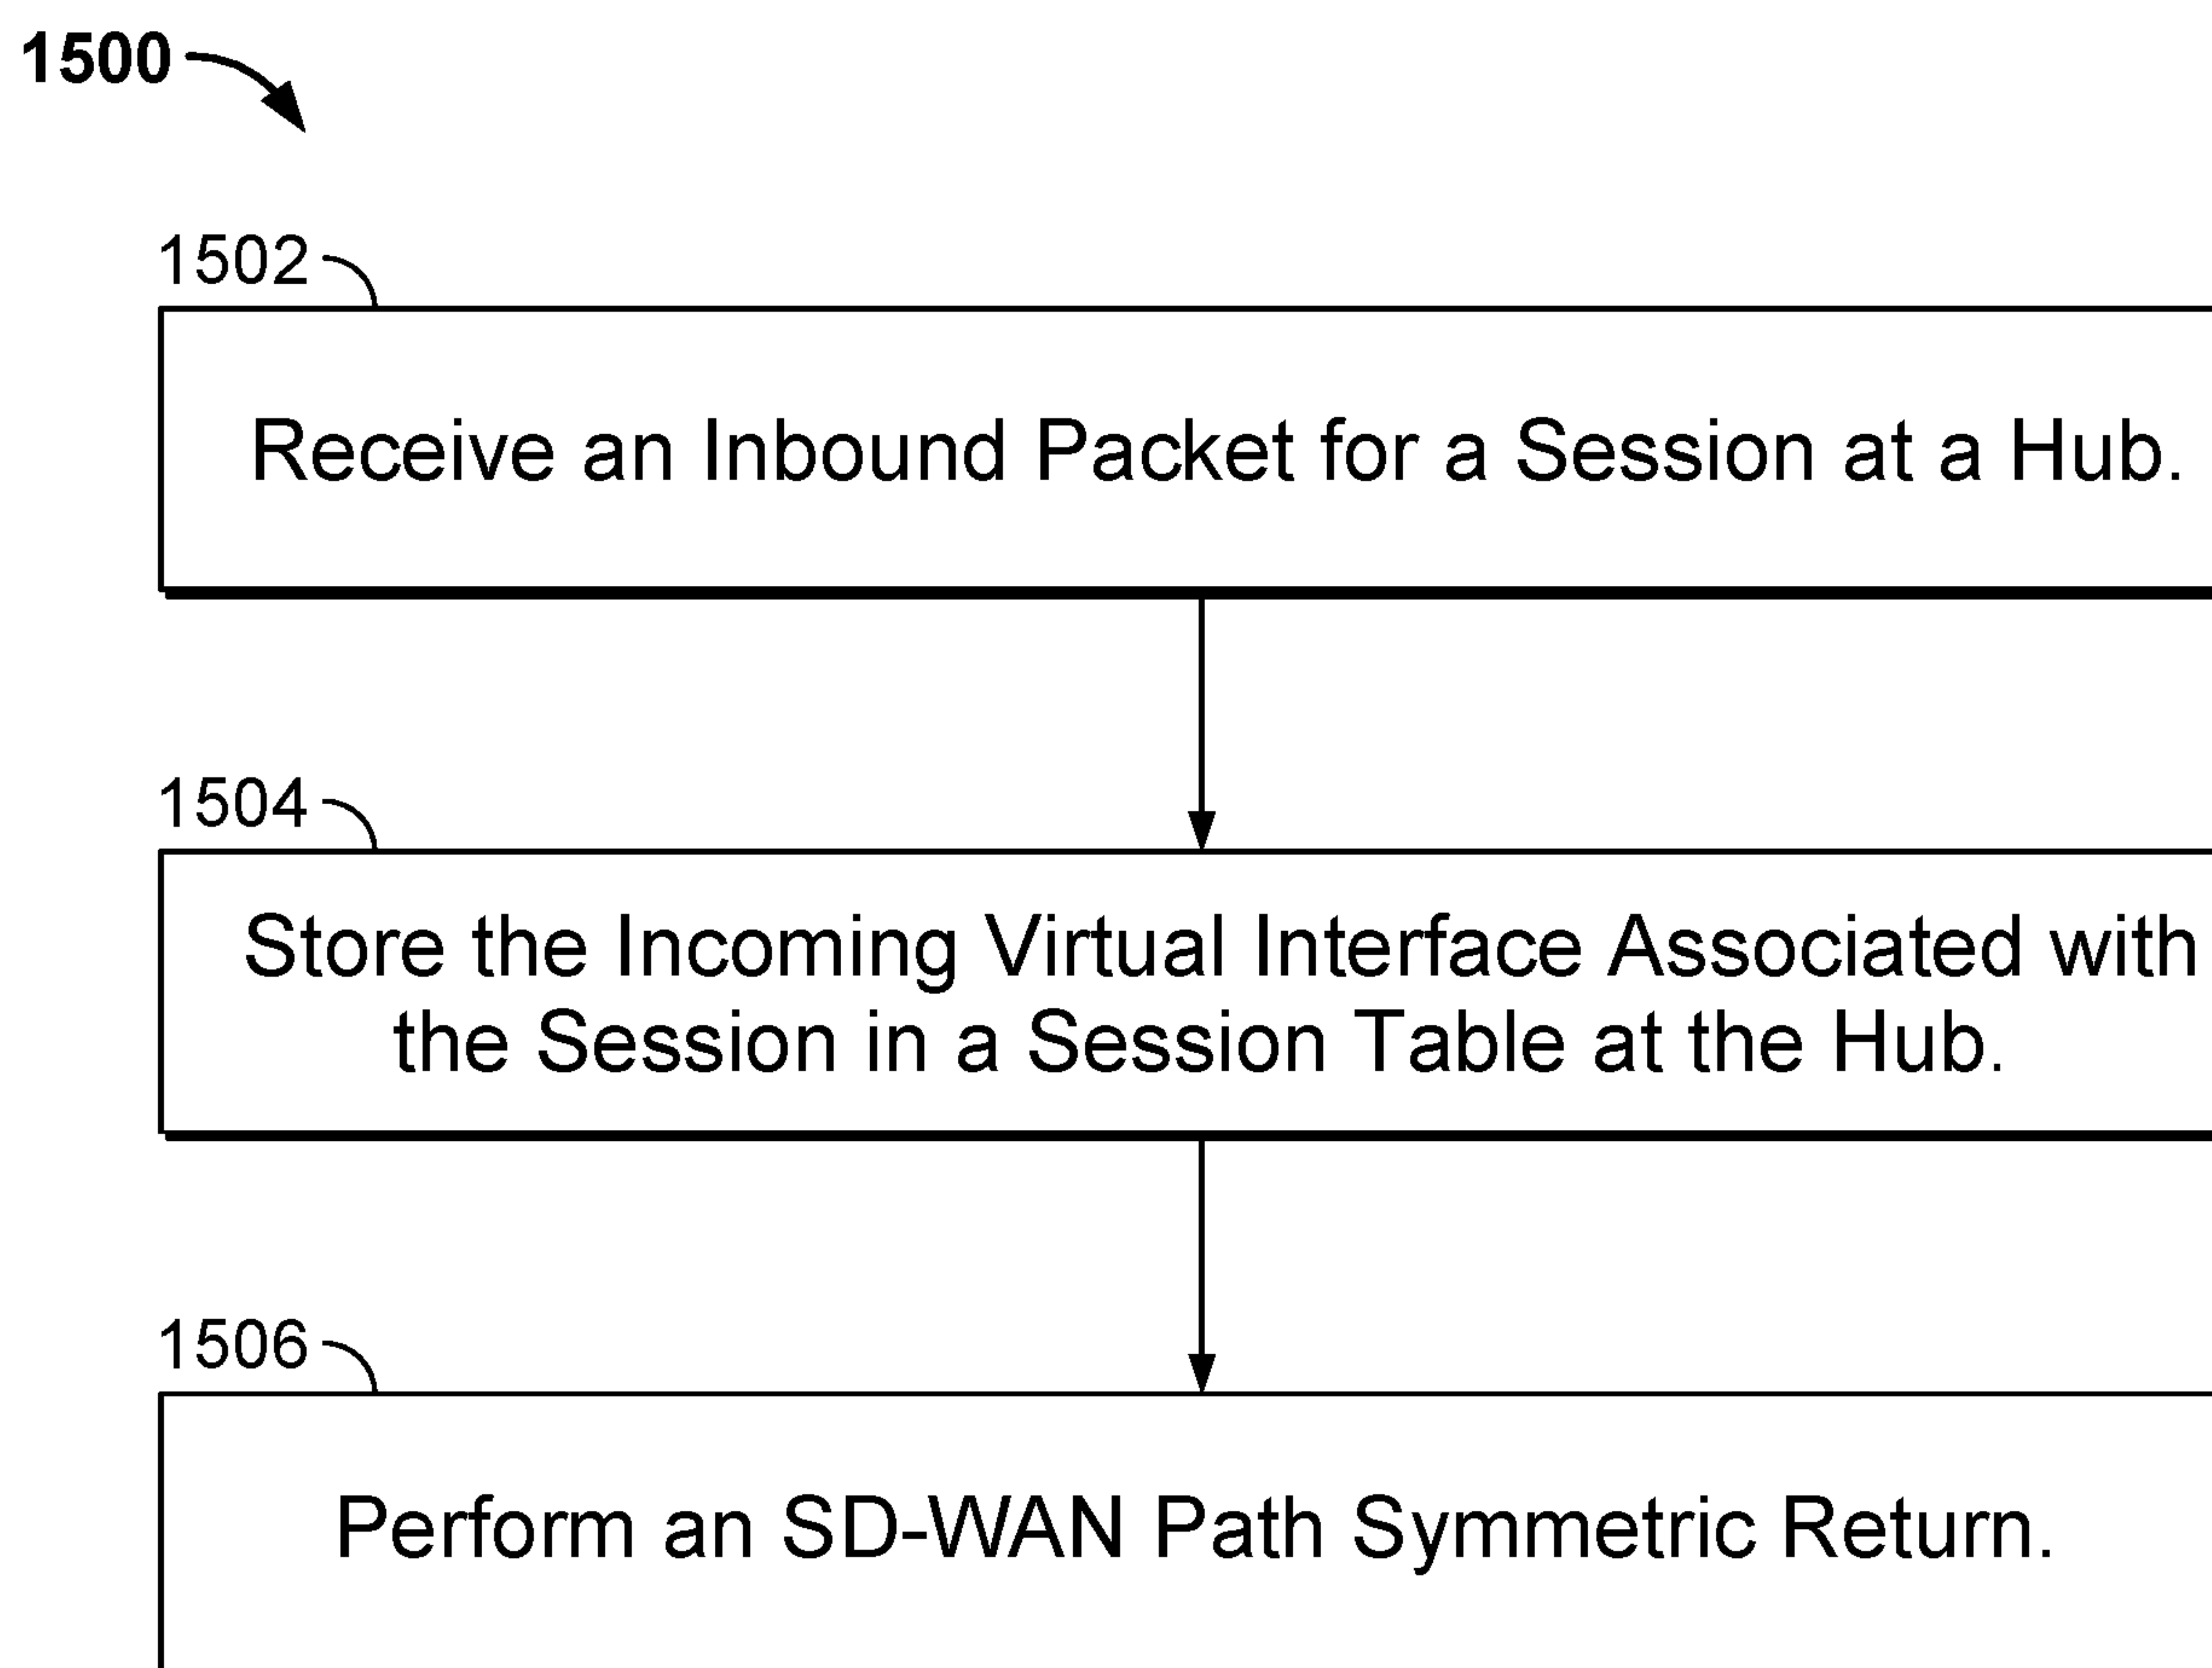 1500
1502
Receive an Inbound Packet for a Session at a Hub.
1504
Store the Incoming Virtual Interface Associated with
the Session in a Session Table at the Hub.
1506
Perform an SD-WAN Path Symmetric Return.